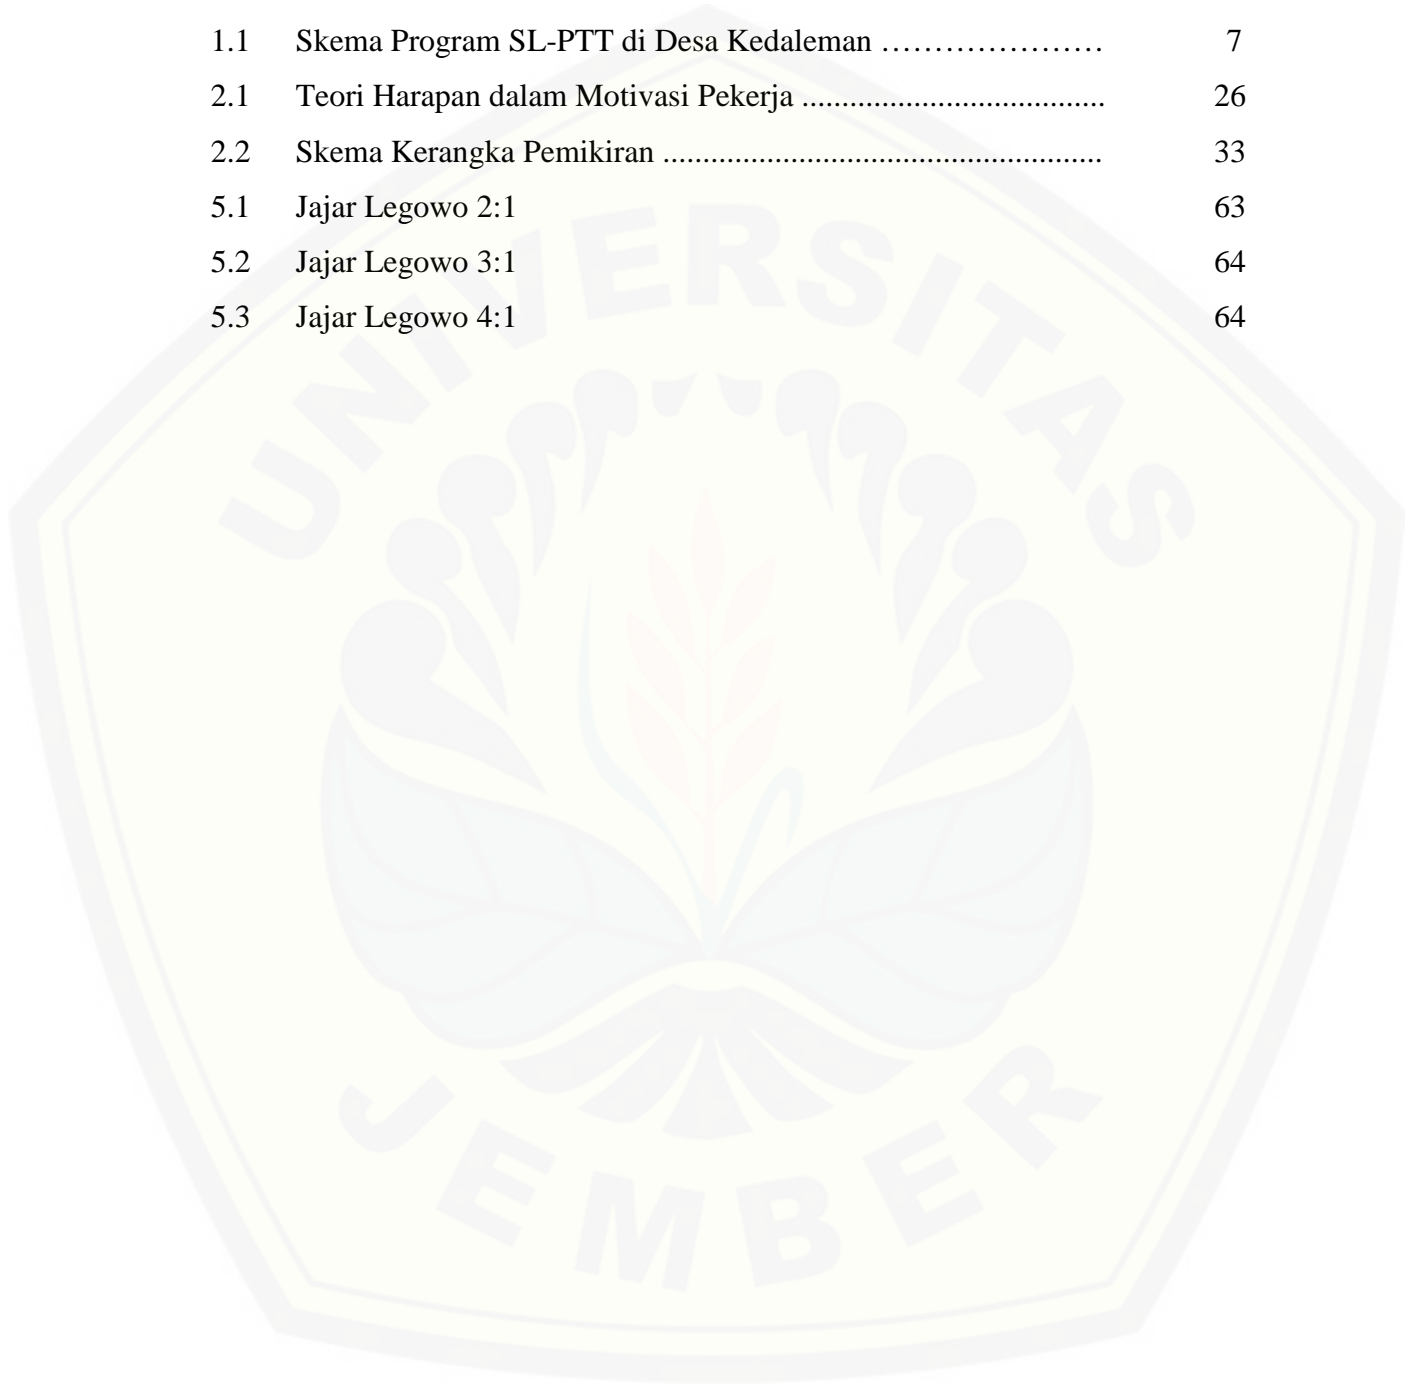 1.1 Skema Program SL-PTT di Desa Kedaleman ………………… 7
2.1 Teori Harapan dalam Motivasi Pekerja ...................................... 26
2.2 Skema Kerangka Pemikiran ....................................................... 33
5.1 Jajar Legowo 2:1 63
5.2 Jajar Legowo 3:1 64
5.3 Jajar Legowo 4:1 64
UNIVERSITAS
JEMBER